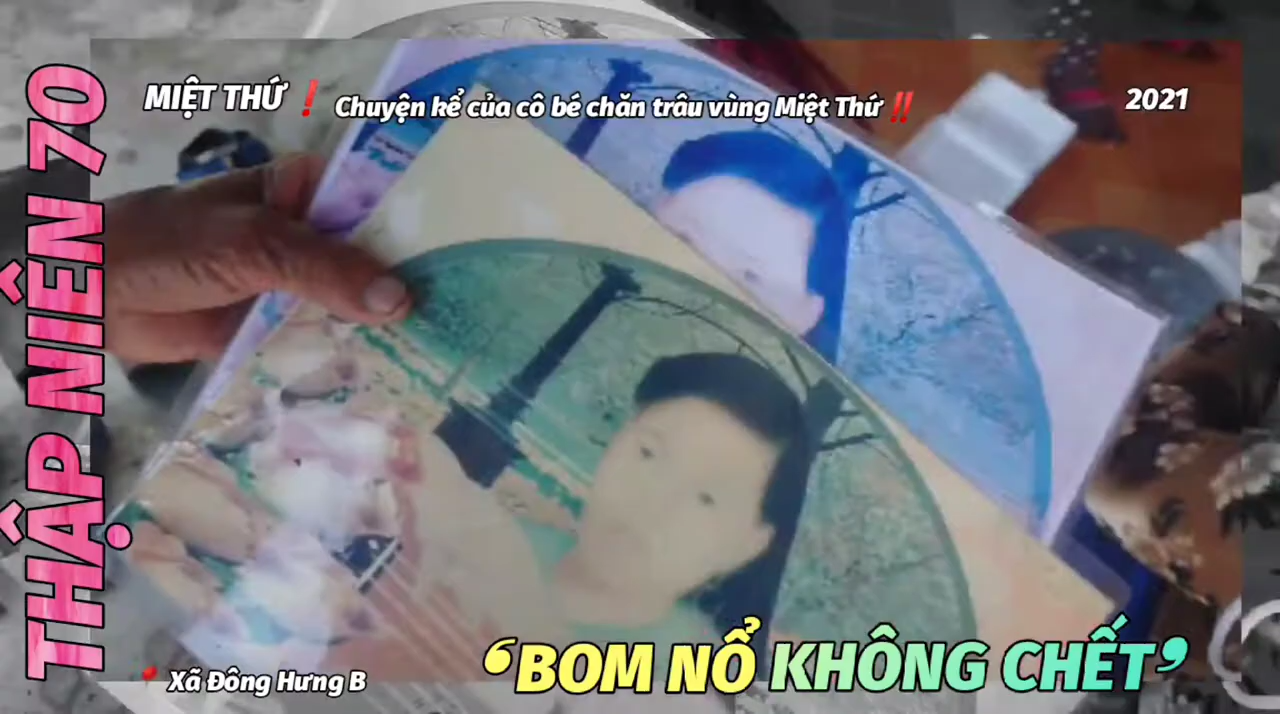 THẬP NIÊN 70
MIỆT THỨ❗
Chuyện kể của cô bé chăn trâu vùng Miệt Thứ‼️
2021
📍 Xã Đông Hưng B
‘BOM NỔ KHÔNG CHẾT’